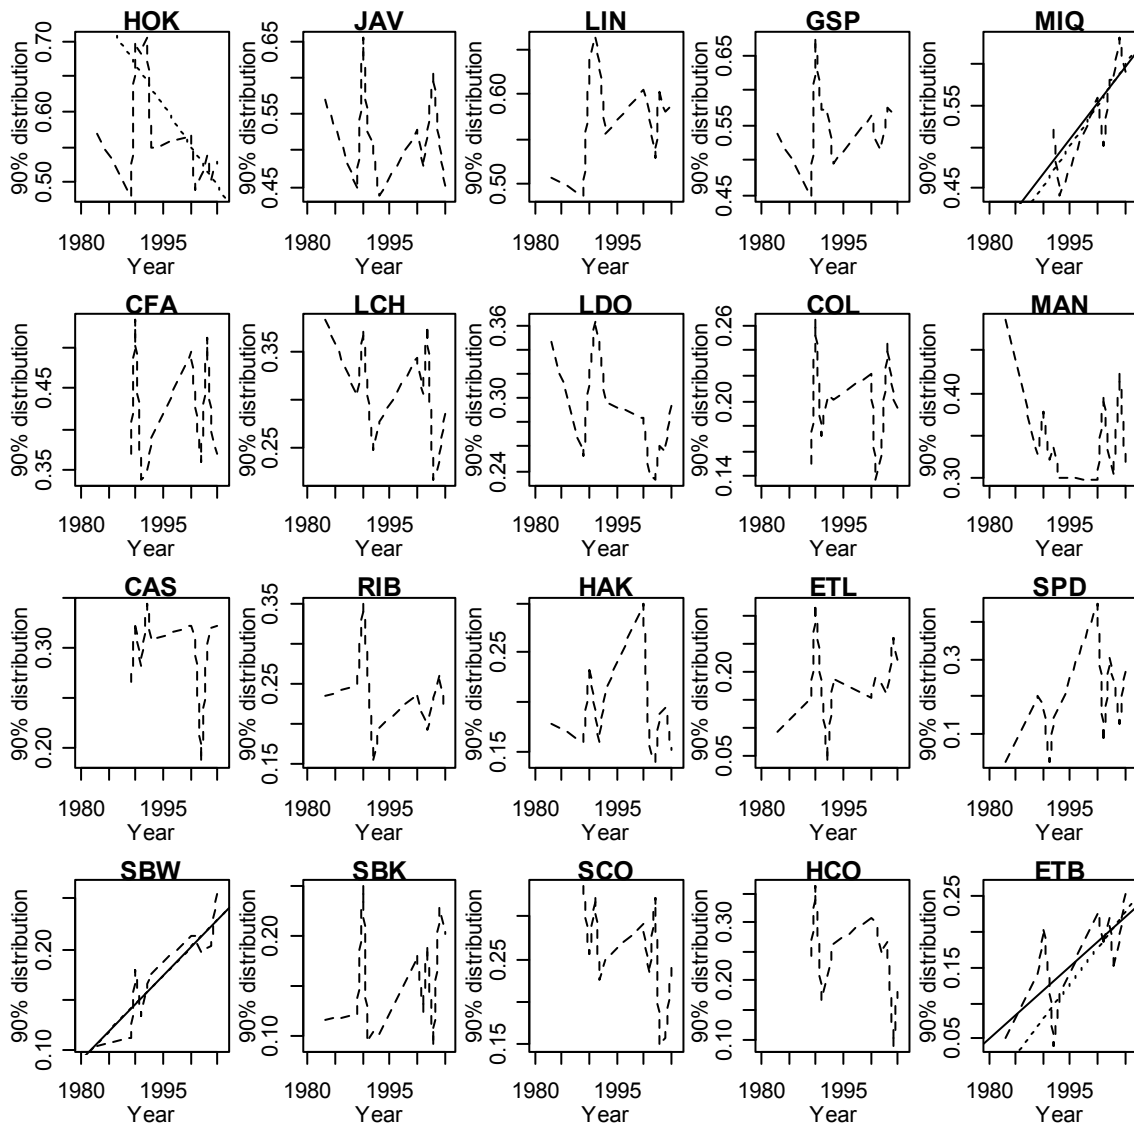 HOK JAV LIN GSP MIQ
90% distribution 90% distribution 90% distribution 90% distribution 90% distribution
0.50 0.60 0.70 0.45 0.55 0.65 0.50 0.60 0.45 0.55 0.65 0.45 0.55
1980 1995 1980 1995 1980 1995 1980 1995 1980 1995
Year Year Year Year Year
CFA LCH LDO COL MAN
90% distribution 90% distribution 90% distribution 90% distribution 90% distribution
0.35 0.45 0.25 0.35 0.24 0.30 0.36 0.14 0.20 0.26 0.30 0.40
1980 1995 1980 1995 1980 1995 1980 1995 1980 1995
Year Year Year Year Year
CAS RIB HAK ETL SPD
90% distribution 90% distribution 90% distribution 90% distribution 90% distribution
0.20 0.30 0.15 0.25 0.35 0.15 0.25 0.05 0.20 0.1 0.3
1980 1995 1980 1995 1980 1995 1980 1995 1980 1995
Year Year Year Year Year
SBW SBK SCO HCO ETB
90% distribution 90% distribution 90% distribution 90% distribution 90% distribution
0.10 0.20 0.10 0.20 0.15 0.25 0.10 0.20 0.30 0.05 0.15 0.25
1980 1995 1980 1995 1980 1995 1980 1995 1980 1995
Year Year Year Year Year